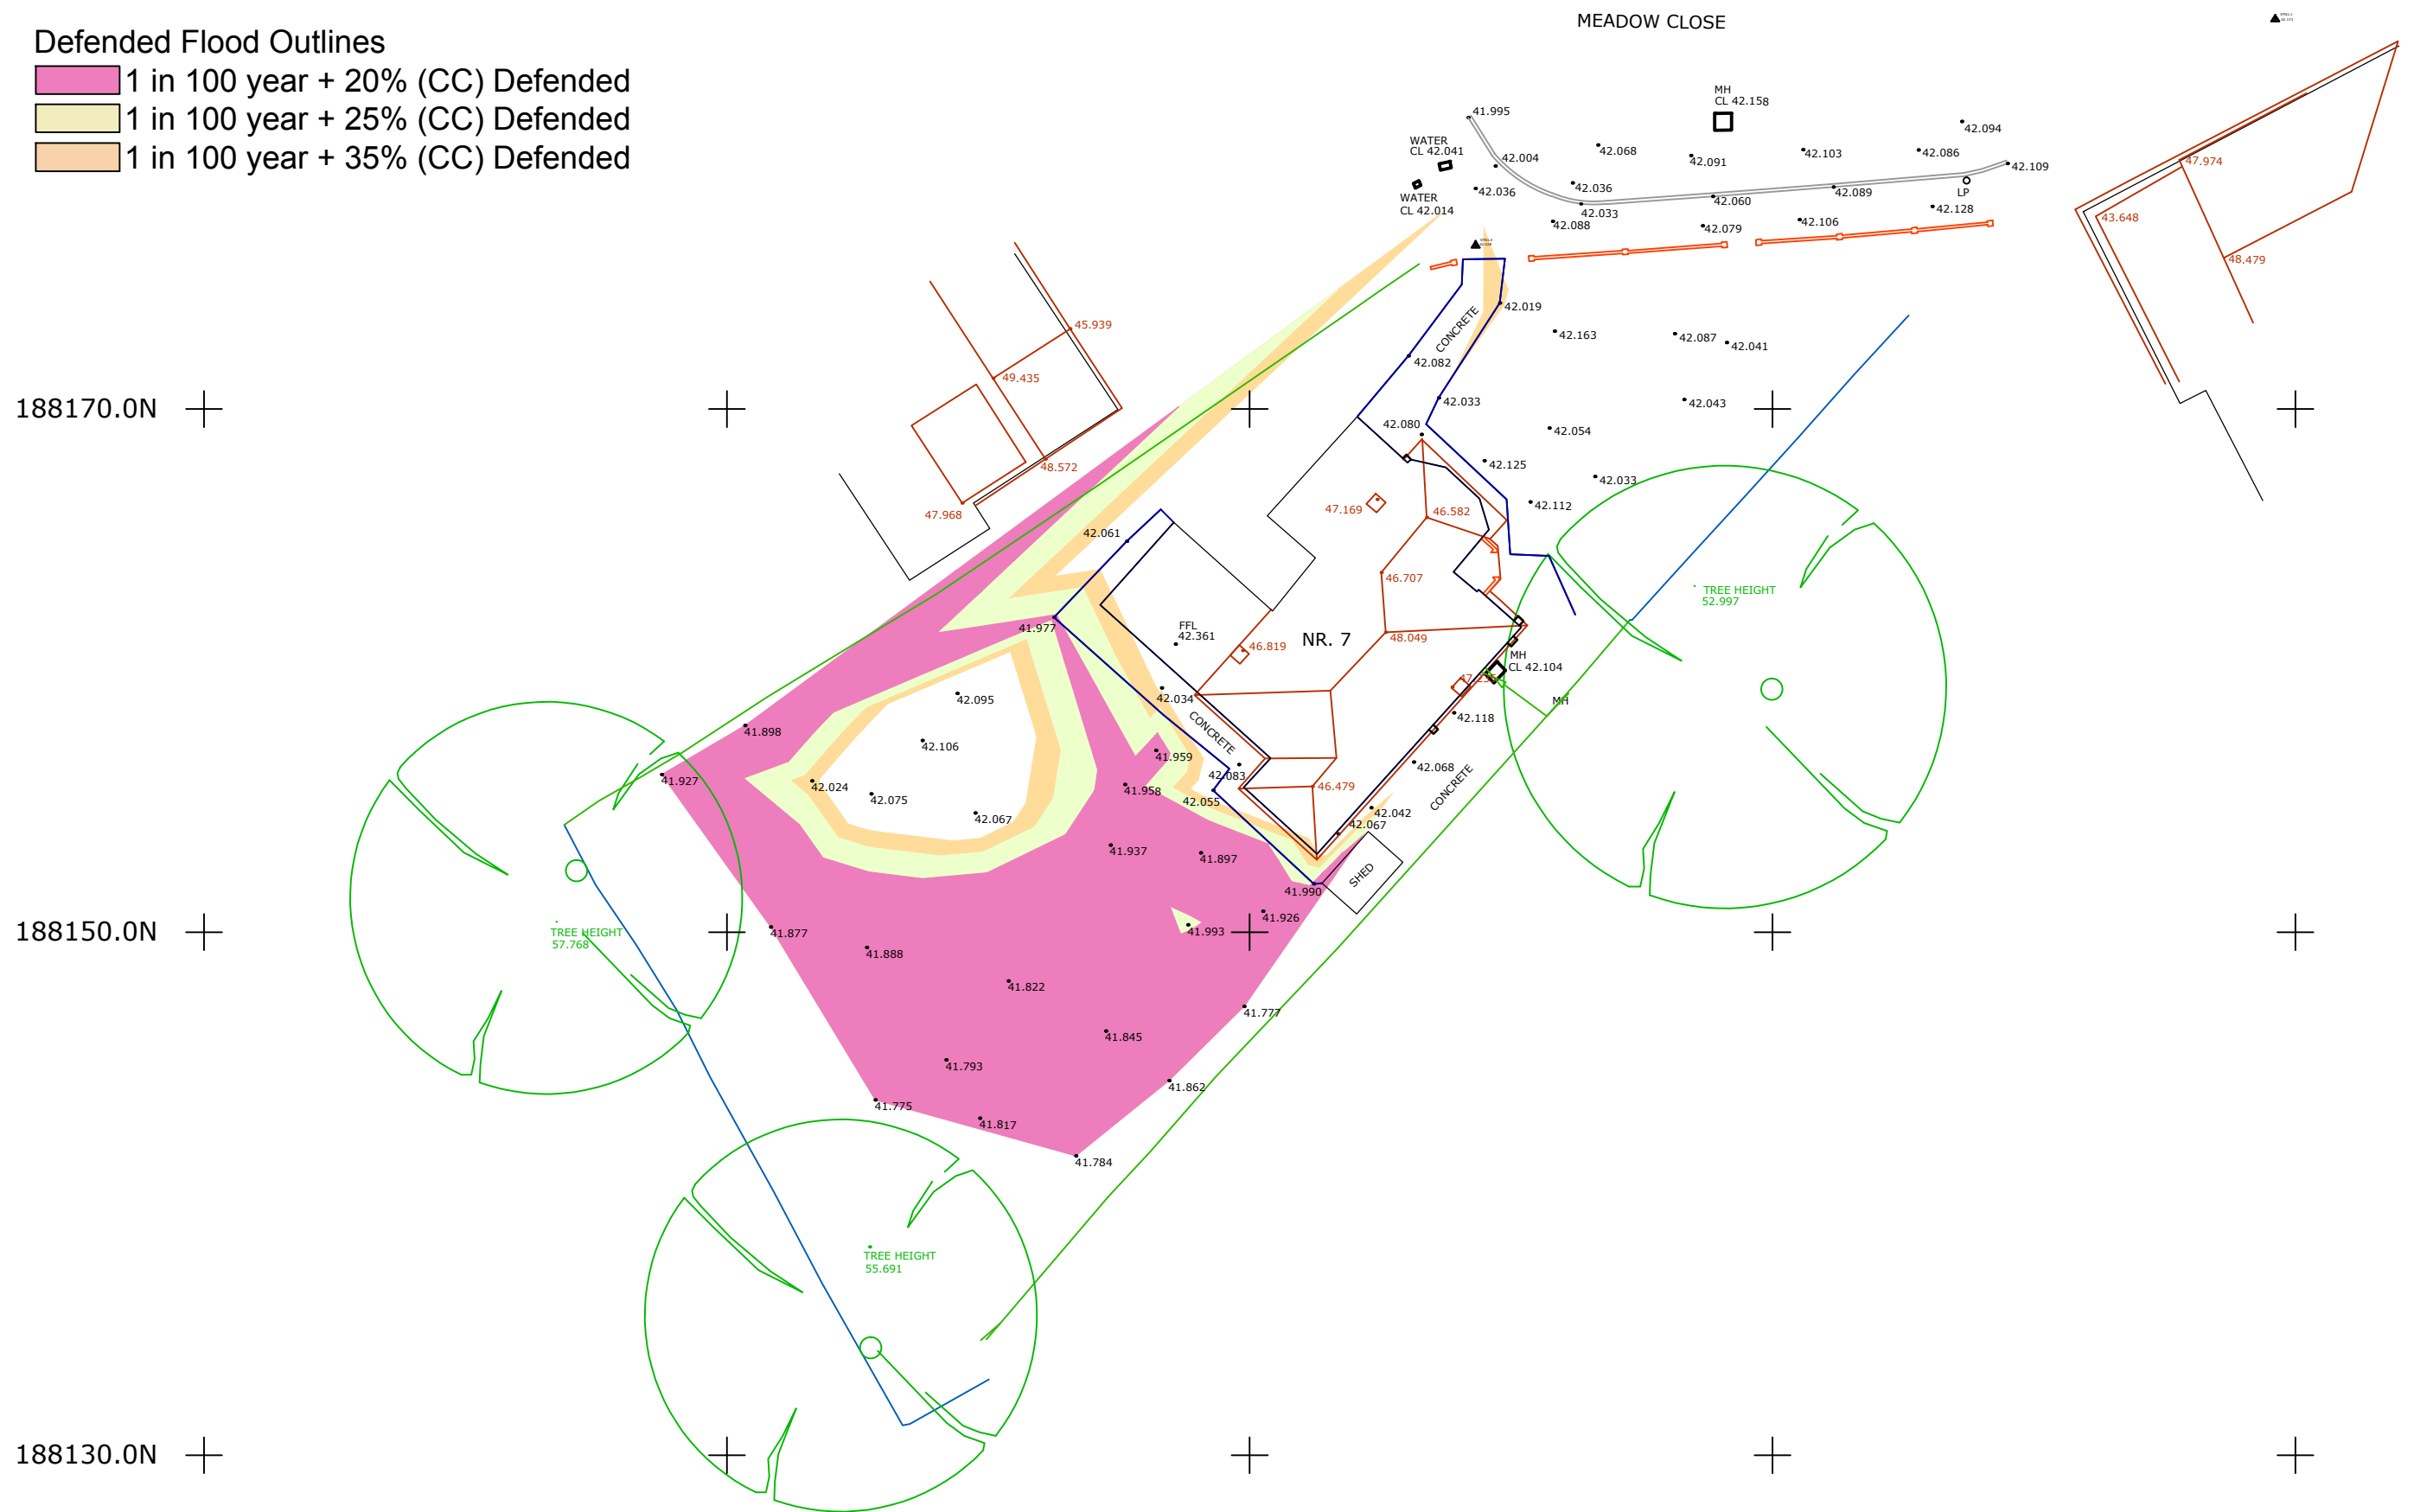 MEADOW CLOSE
Defended Flood Outlines
1 in 100 year + 20% (CC) Defended
1 in 100 year + 25% (CC) Defended
1 in 100 year + 35% (CC) Defended
MH
CL 42.158
41.995
42.094
WATER
CL 42.041
42.004
42.068
42.091
42.103
42.086
42.109
47.974
42.036
42.036
42.089
LP
WATER
CL 42.014
42.033
42.060
42.128
43.648
42.088
42.079
42.106
48.479
42.019
CONCRETE
45.939
42.163
42.087
42.041
42.082
49.435
188170.0N
42.033
42.043
42.080
42.054
48.572
42.125
42.033
47.968
47.169
46.582
42.112
42.061
46.707
TREE HEIGHT
52.997
41.977
FFL
42.361
46.819
NR. 7
48.049
MH
CL 42.104
42.095
42.034
MH
CONCRETE
42.118
41.898
42.106
41.959
42.083
42.068
41.927
42.024
42.075
41.958
42.055
46.479
CONCRETE
42.067
42.042
42.067
41.937
41.897
SHED
41.990
41.926
188150.0N
TREE HEIGHT
57.768
41.877
41.993
41.888
41.822
41.777
41.845
41.793
41.862
41.775
41.817
41.784
TREE HEIGHT
55.691
188130.0N